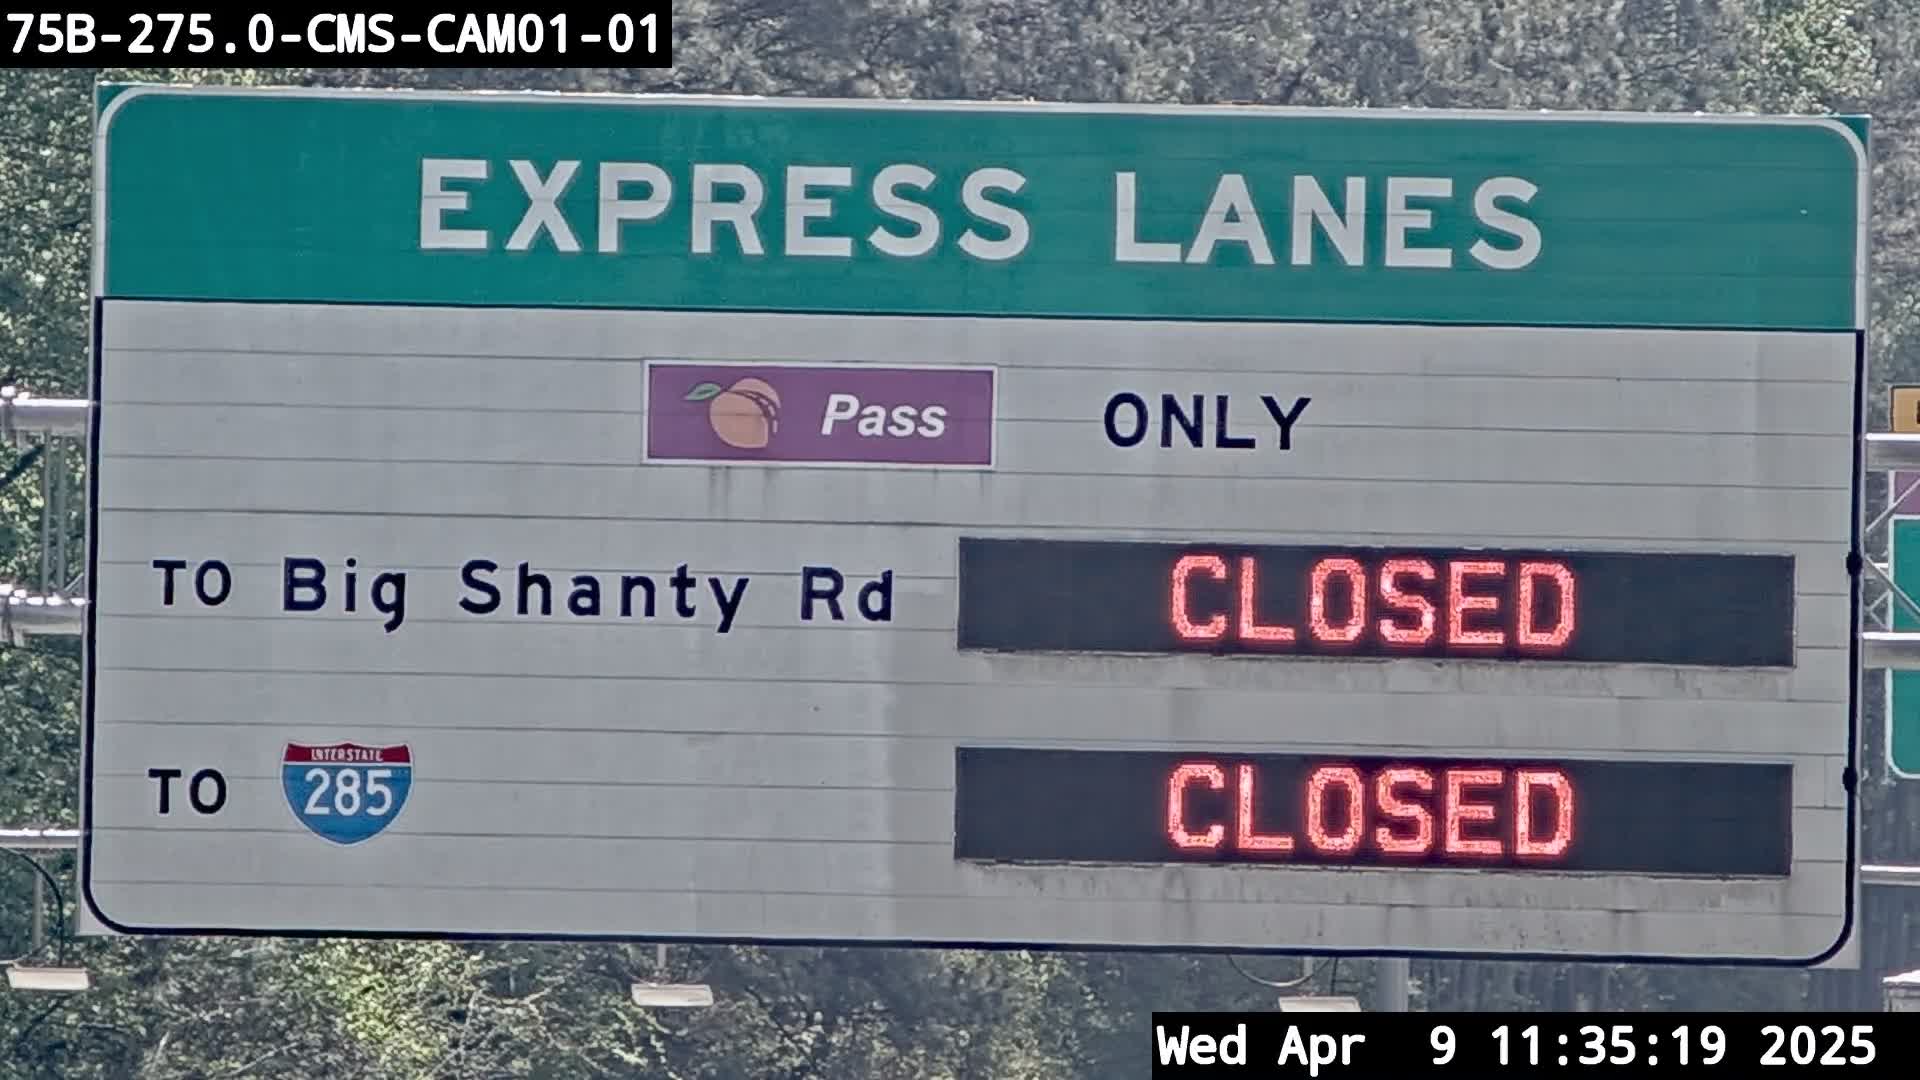 75B-275.0-CMS-CAM01-01
EXPRESS LANES
Pass ONLY
TO Big Shanty Rd CLOSED
TO INTERSTATE 285 CLOSED
Wed Apr 9 11:35:19 2025